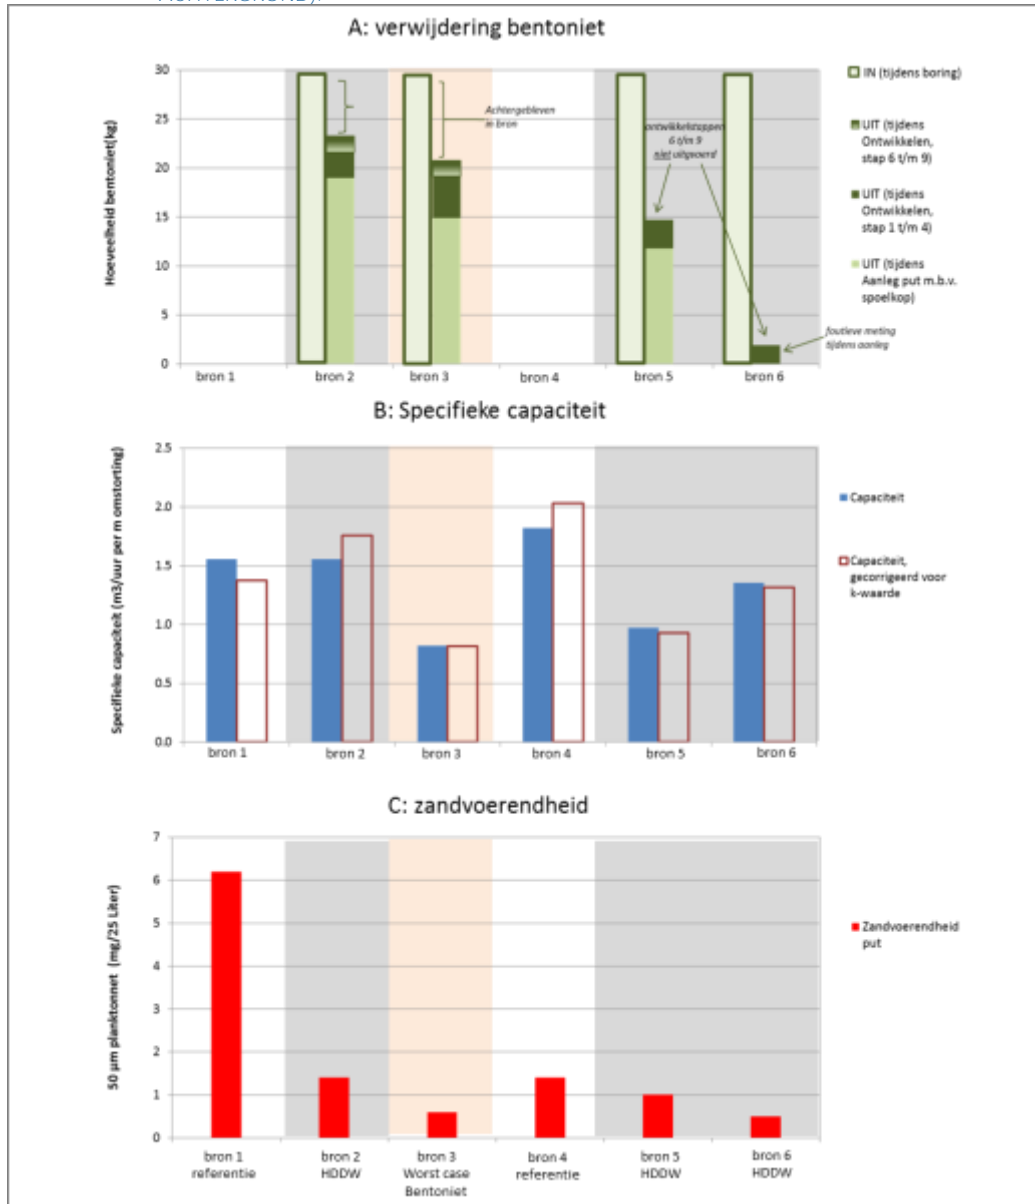 A: verwijdering bentoniet
Hoeveelheid bentoniet(kg)
30
25
20
15
10
5
0
Achtergebleven
in bron
ontwikkelstappen
6 t/m 9
niet uitgevoerd
foutieve meting
tijdens aanleg
IN (tijdens boring)
UIT (tijdens
Ontwikkelen,
stap 6 t/m 9)
UIT (tijdens
Ontwikkelen,
stap 1 t/m 4)
UIT (tijdens
Aanleg put m.b.v.
spoelkop)
bron 1 bron 2 bron 3 bron 4 bron 5 bron 6
B: Specifieke capaciteit
Specifieke capaciteit (m3/uur per m omstorting)
2.5
2.0
1.5
1.0
0.5
0.0
Capaciteit
Capaciteit,
gecorrigeerd voor
k-waarde
bron 1 bron 2 bron 3 bron 4 bron 5 bron 6
C: zandvoerendheid
50 µm planktonnet (mg/25 Liter)
7
6
5
4
3
2
1
0
Zandvoerendheid
put
bron 1 bron 2 bron 3 bron 4 bron 5 bron 6
referentie HDDW Worst case referentie HDDW HDDW
Bentoniet